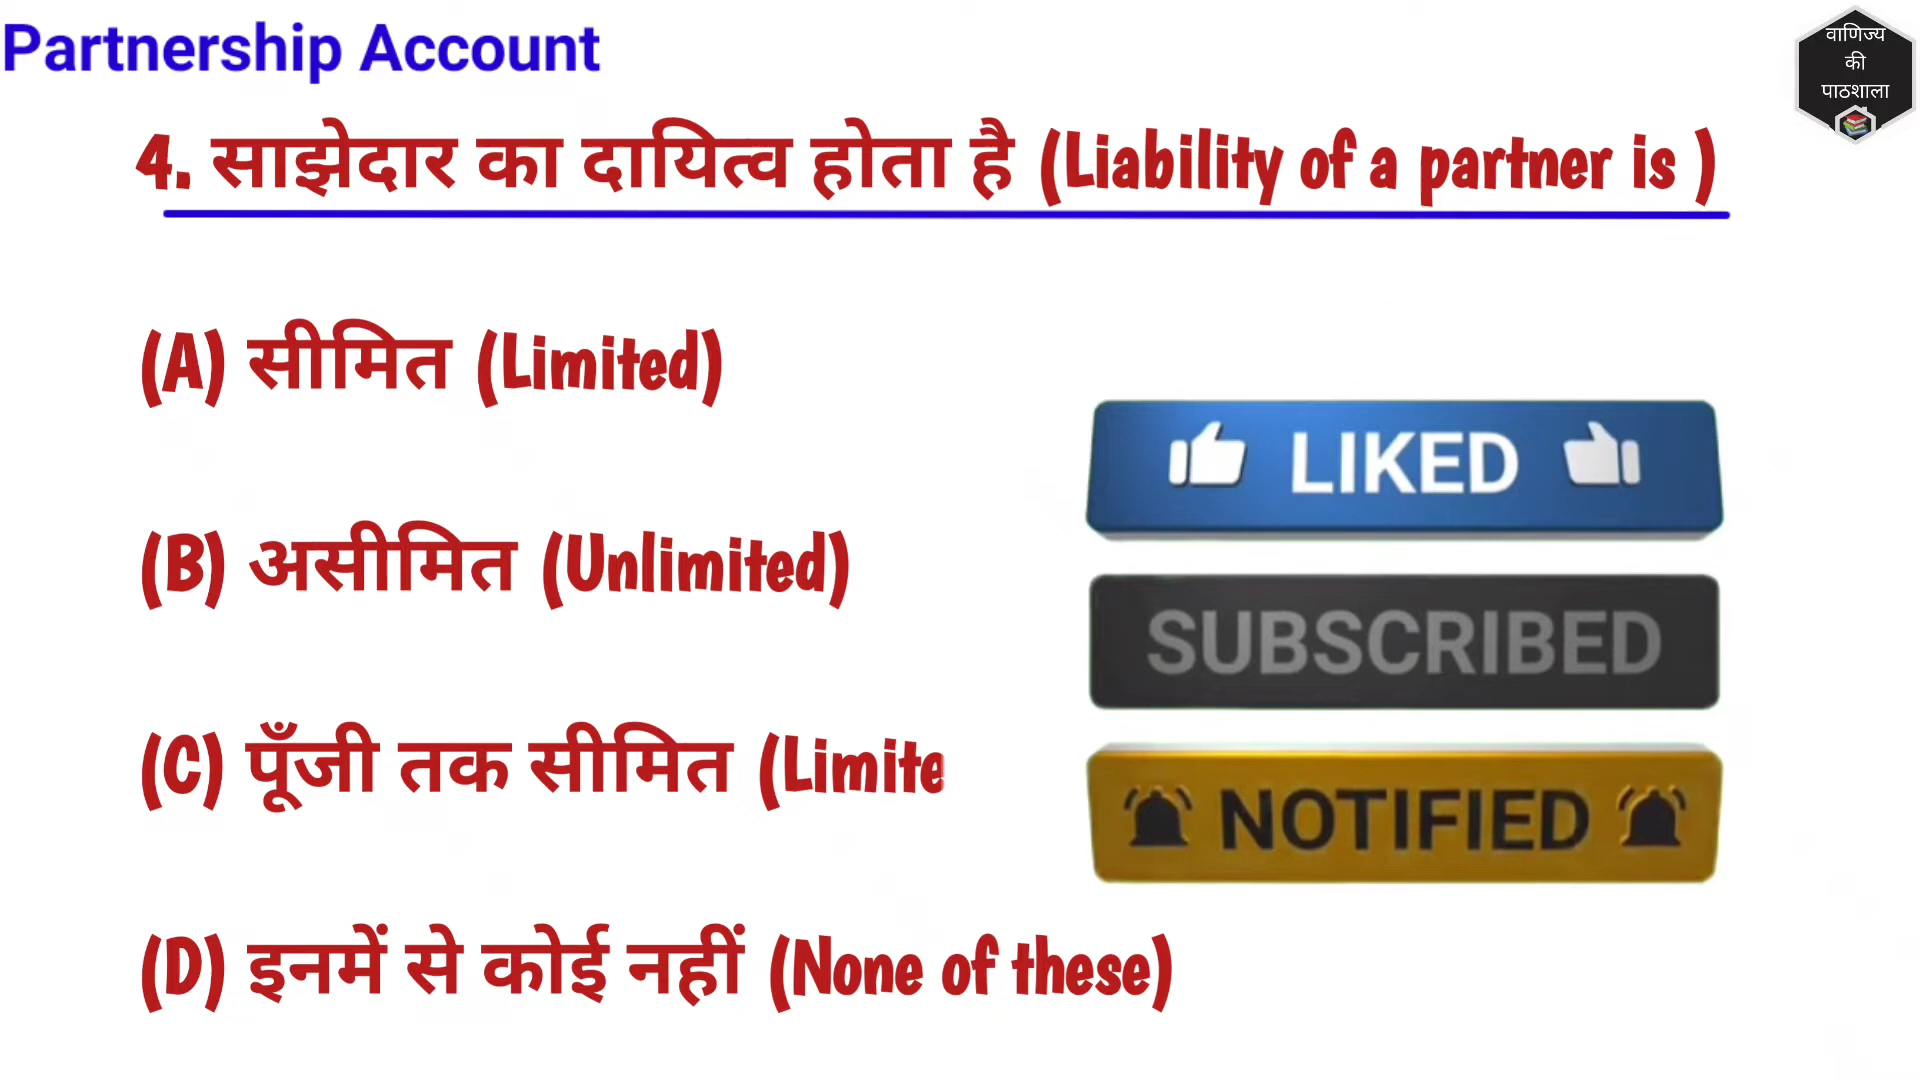 Partnership Account
वाणिज्य
की
पाठशाला
4. साझेदार का दायित्व होता है (Liability of a partner is )
(A) सीमित (Limited)
(B) असीमित (Unlimited)
(C) पूँजी तक सीमित (Limite
(D) इनमें से कोई नहीं (None of these)
LIKED
SUBSCRIBED
NOTIFIED